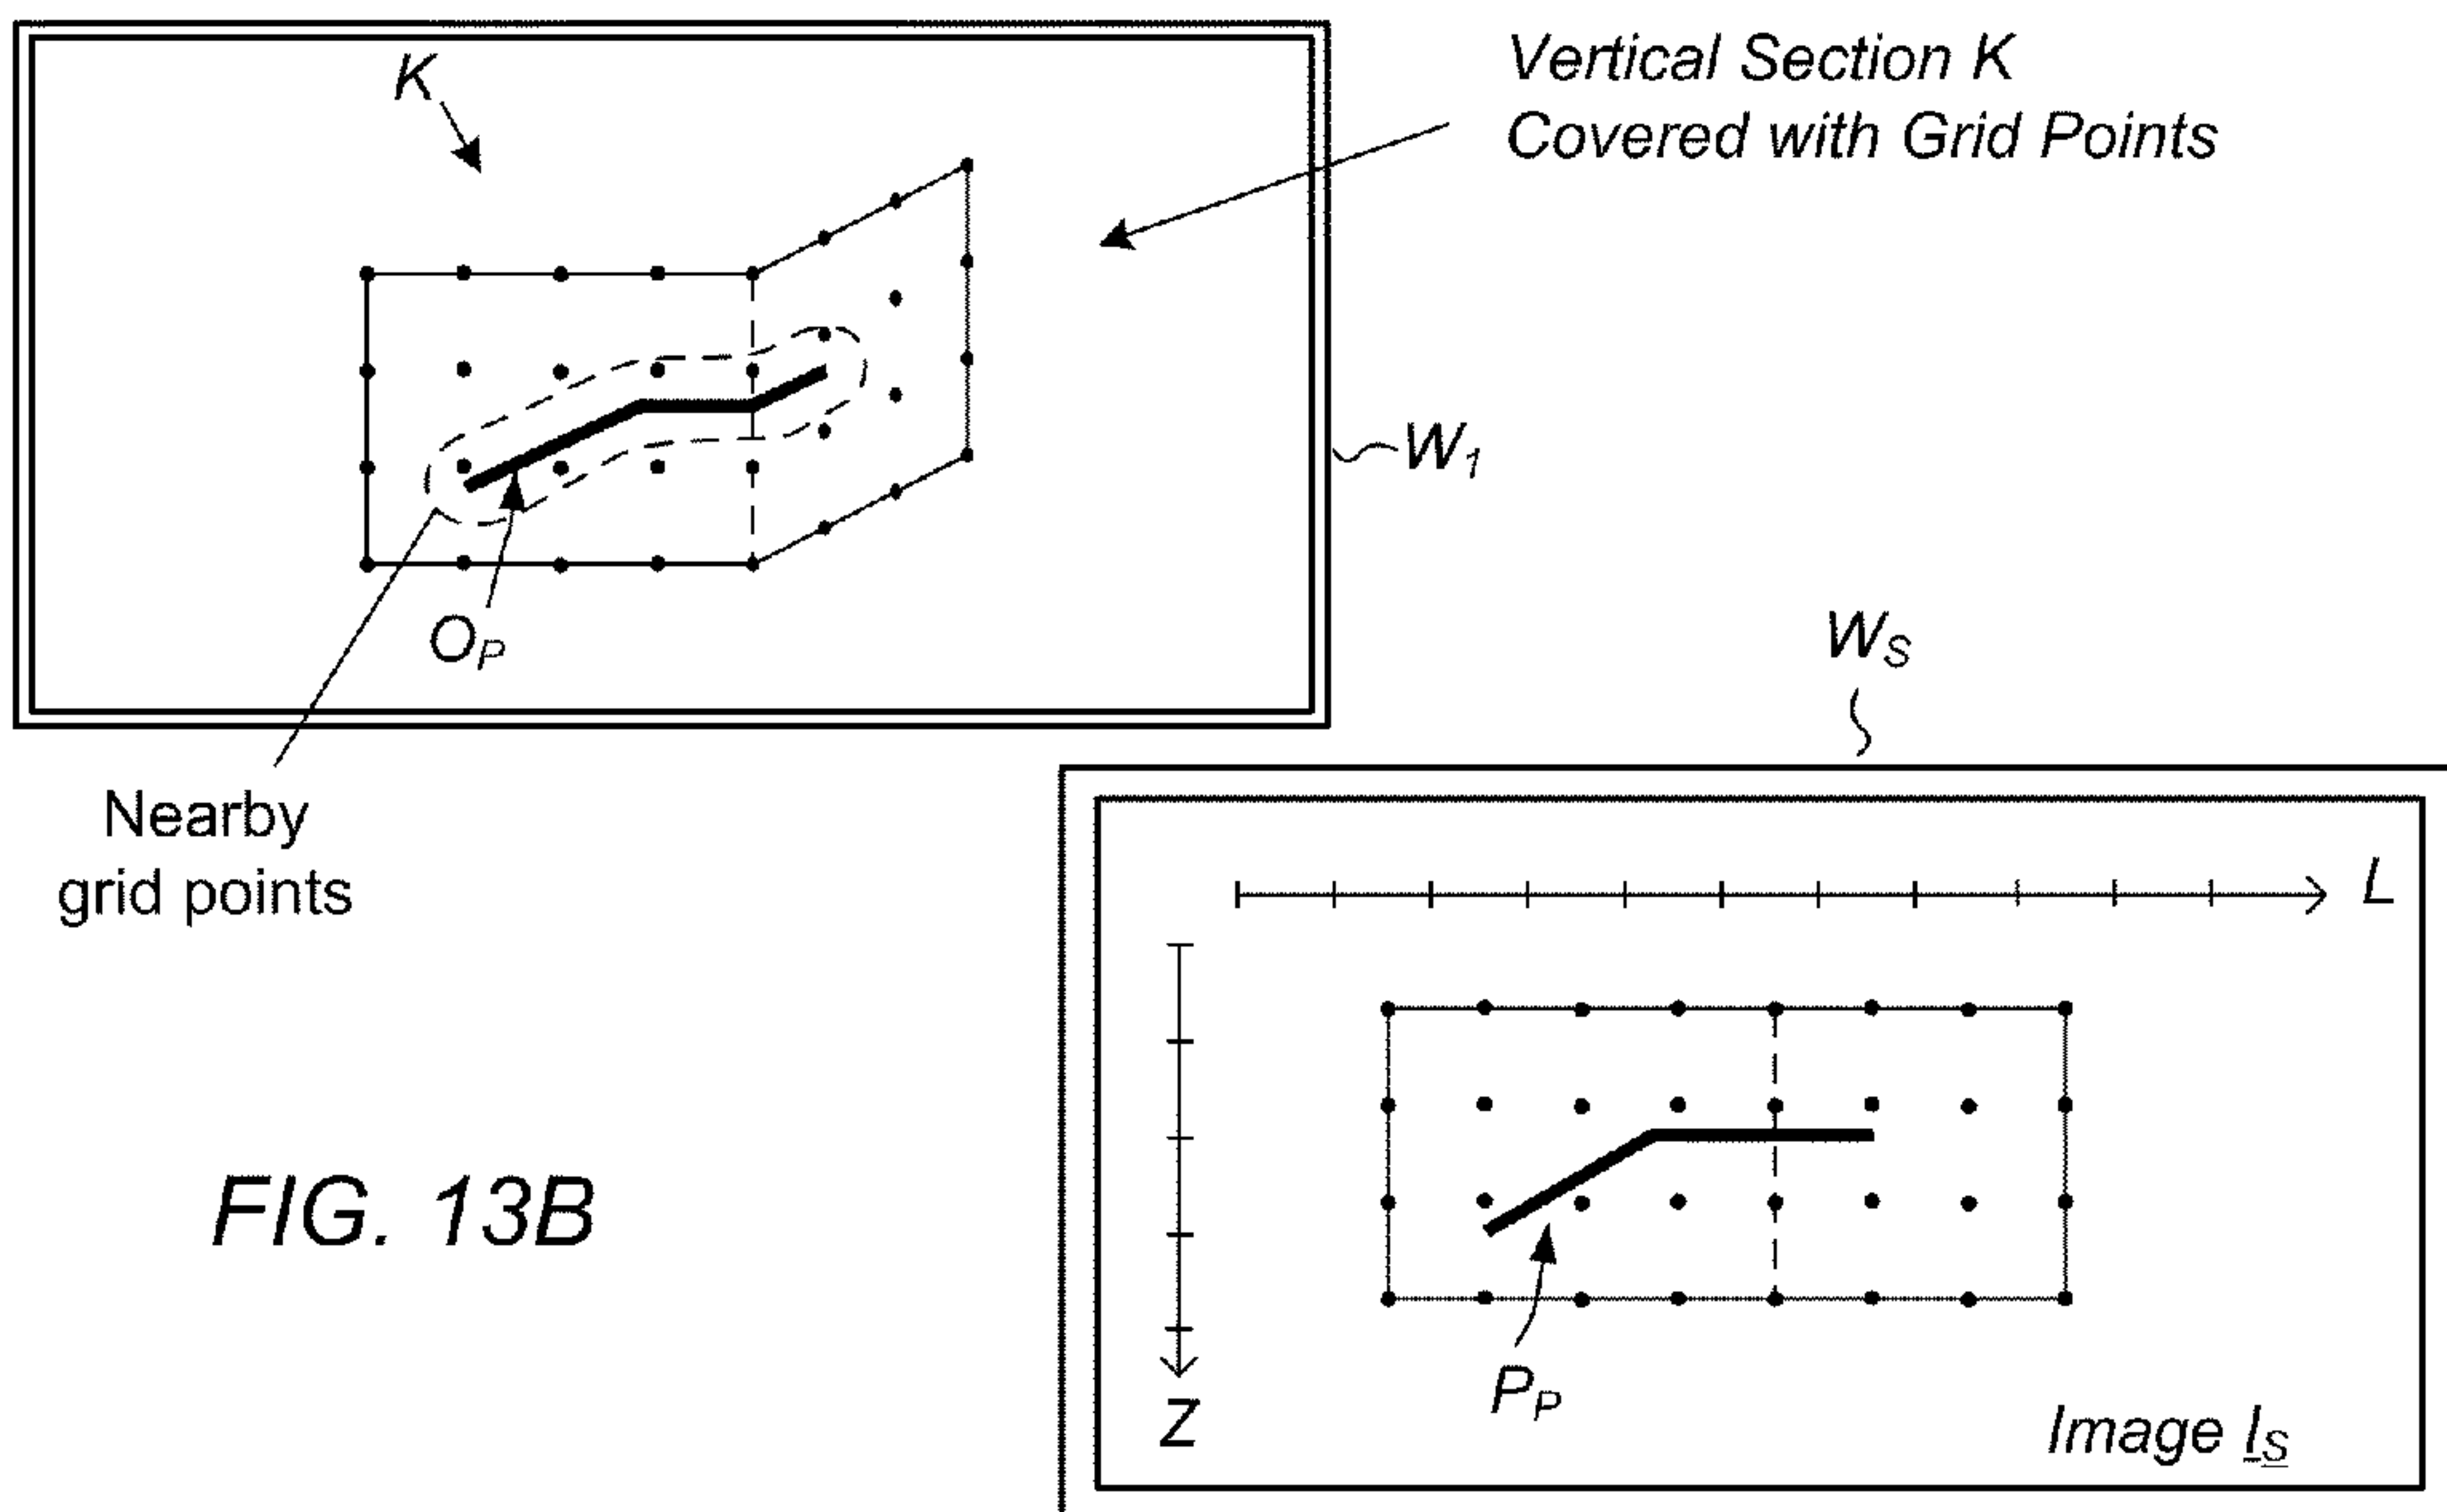 K
Vertical Section K
Covered with Grid Points
W1
OP
WS
Nearby
grid points
L
Z
PP
Image IS
FIG. 13B